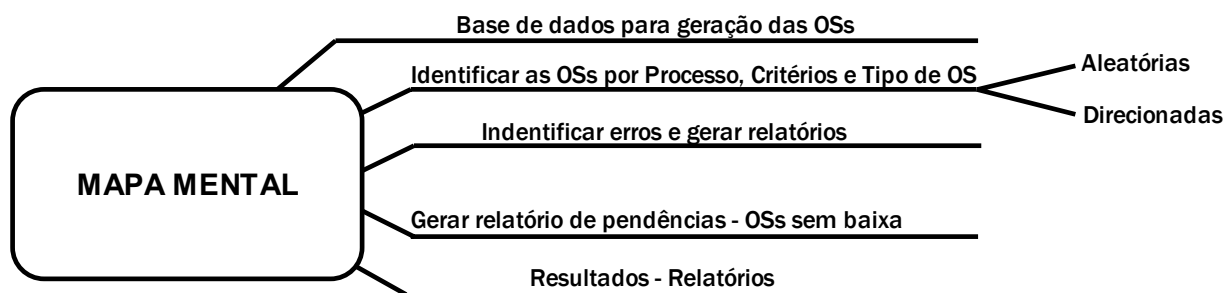 Base de dados para geração das OSs
Identificar as OSs por Processo, Critérios e Tipo de OS
Aleatórias
Direcionadas
Indentificar erros e gerar relatórios
MAPA MENTAL
Gerar relatório de pendências - OSs sem baixa
Resultados - Relatórios